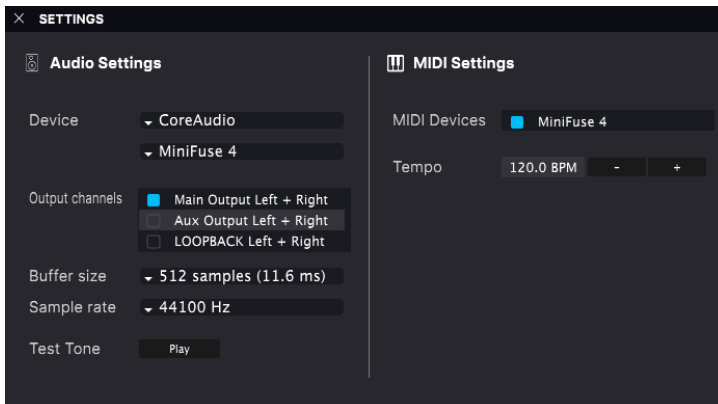 SETTINGS
Audio Settings
Device
CoreAudio
MiniFuse 4
Output channels
Main Output Left + Right
Aux Output Left + Right
LOOPBACK Left + Right
Buffer size
512 samples (11.6 ms)
Sample rate
44100 Hz
Test Tone
Play
MIDI Settings
MIDI Devices
MiniFuse 4
Tempo
120.0 BPM
-
+